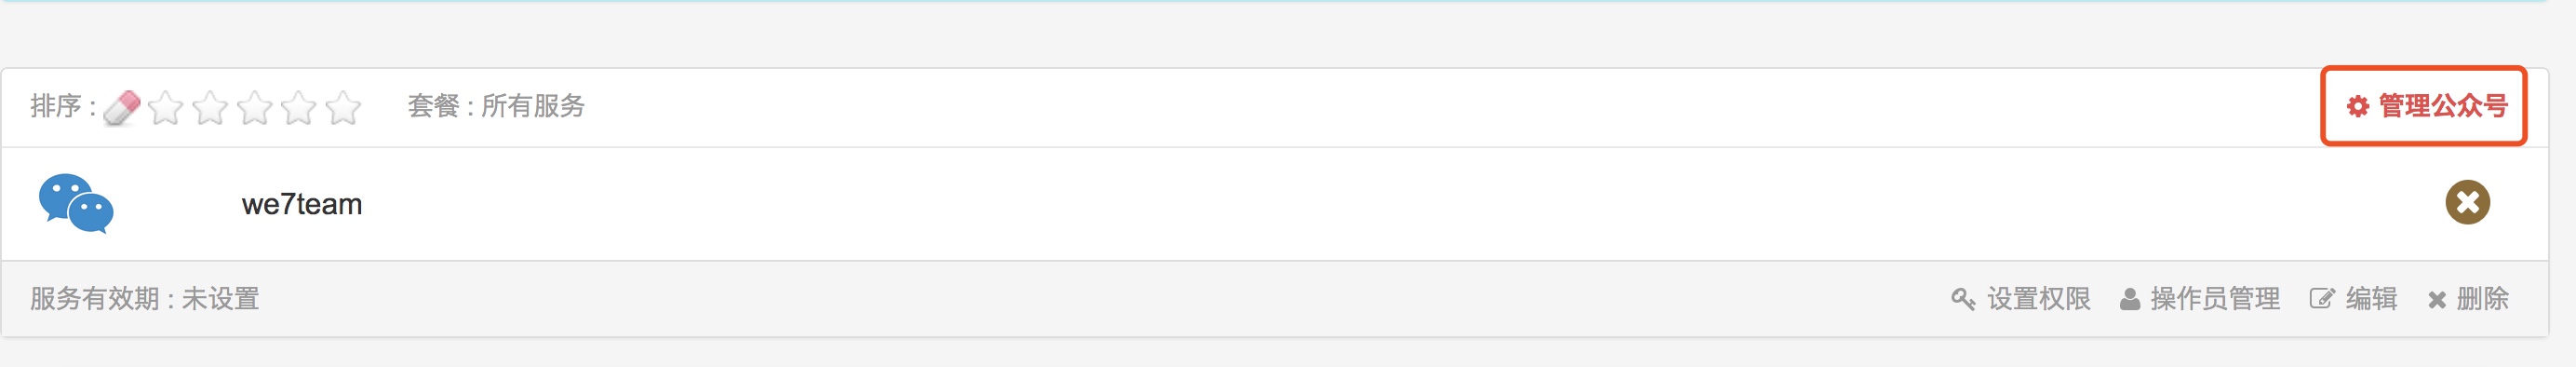 排序 : 套餐 : 所有服务 管理公众号
we7team
服务有效期 : 未设置 设置权限 操作员管理 编辑 删除